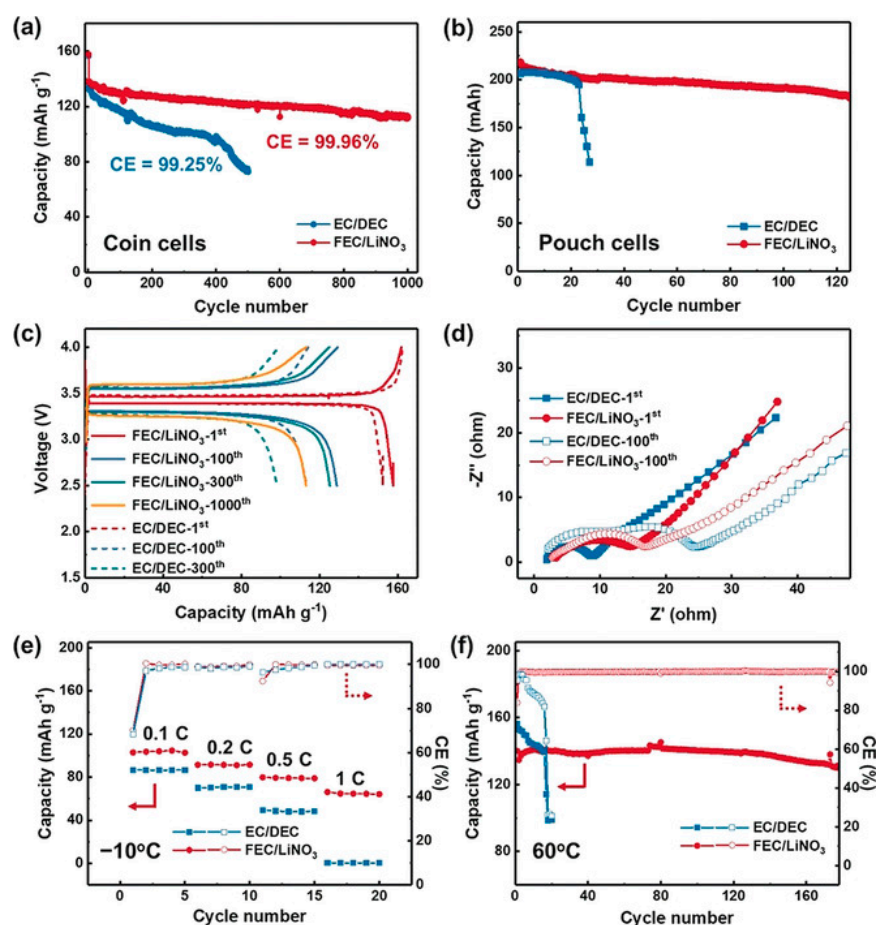 (a)
160
120
80
40
0
Capacity (mAh g⁻¹)
CE = 99.96%
CE = 99.25%
EC/DEC
FEC/LiNO₃
Coin cells
0 200 400 600 800 1000
Cycle number
(b)
250
200
150
100
50
0
Capacity (mAh)
EC/DEC
FEC/LiNO₃
Pouch cells
0 20 40 60 80 100 120
Cycle number
(c)
4.0
3.5
3.0
2.5
2.0
1.5
Voltage (V)
FEC/LiNO₃-1ˢᵗ
FEC/LiNO₃-100ᵗʰ
FEC/LiNO₃-300ᵗʰ
FEC/LiNO₃-1000ᵗʰ
EC/DEC-1ˢᵗ
EC/DEC-100ᵗʰ
EC/DEC-300ᵗʰ
0 40 80 120 160
Capacity (mAh g⁻¹)
(d)
30
20
10
0
-Z'' (ohm)
EC/DEC-1ˢᵗ
FEC/LiNO₃-1ˢᵗ
EC/DEC-100ᵗʰ
FEC/LiNO₃-100ᵗʰ
0 10 20 30 40
Z' (ohm)
(e)
200
160
120
80
40
0
Capacity (mAh g⁻¹)
100
80
60
40
20
0
CE (%)
0.1 C
0.2 C
0.5 C
1 C
EC/DEC
FEC/LiNO₃
−10°C
0 5 10 15 20
Cycle number
(f)
180
160
140
120
100
80
Capacity (mAh g⁻¹)
100
80
60
40
20
0
CE (%)
EC/DEC
FEC/LiNO₃
60°C
0 40 80 120 160
Cycle number